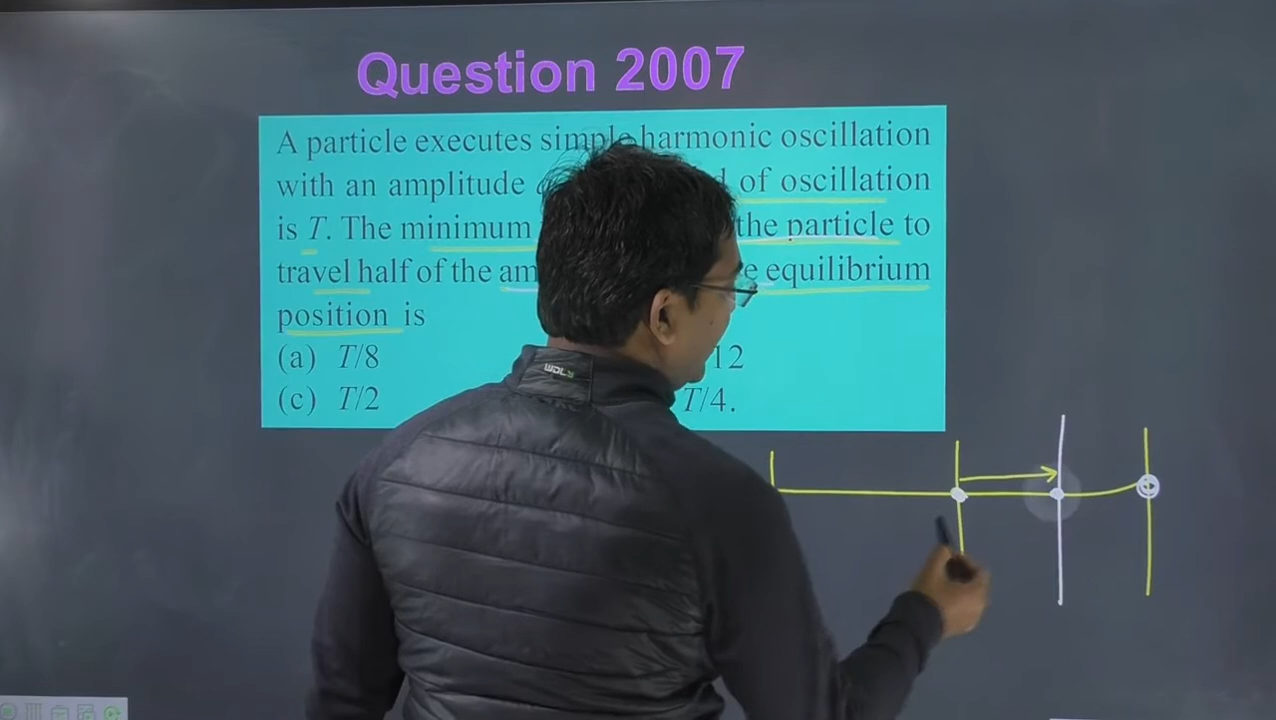 Question 2007
A particle executes simple harmonic oscillation
with an amplitude of oscillation
is T. The minimum the particle to
travel half of the equilibrium
position is
(a) T/8 12
(c) T/2 T/4.
WDLY